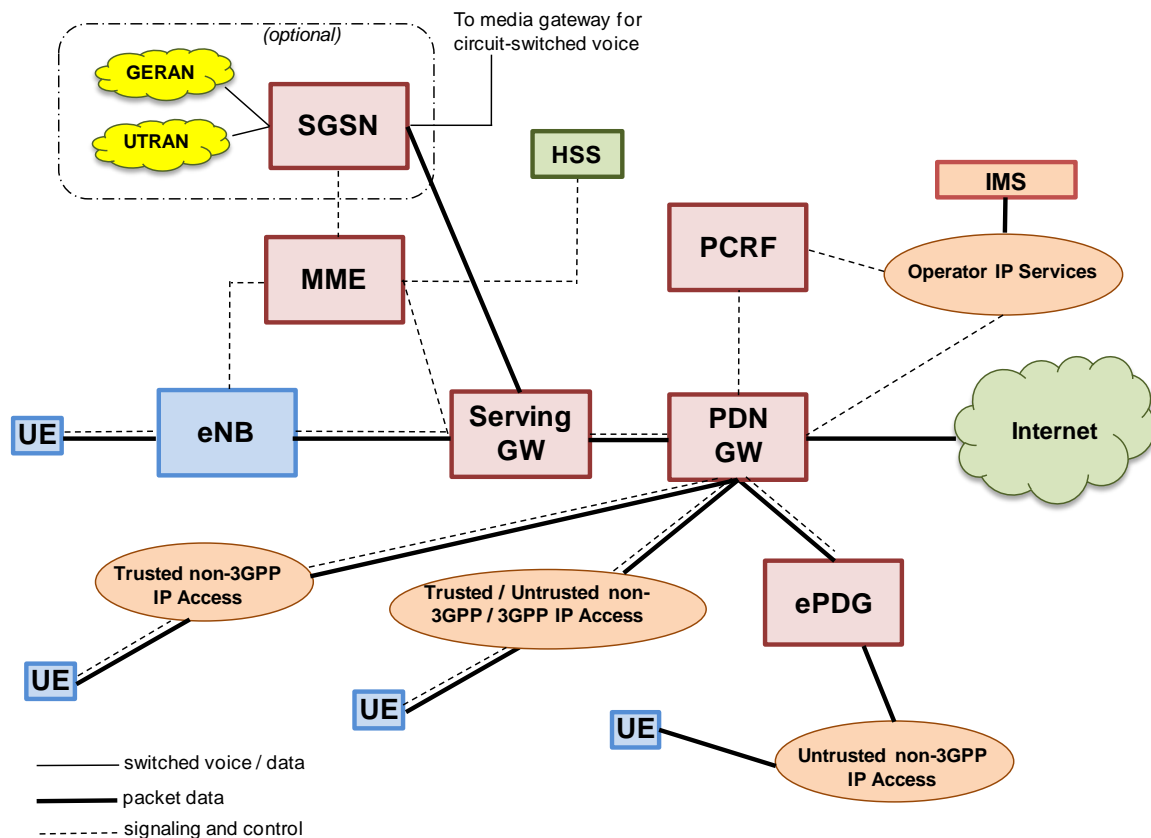 (optional)
To media gateway for
circuit-switched voice
GERAN
UTRAN
SGSN
HSS
IMS
MME
PCRF
Operator IP Services
UE
eNB
Serving
GW
PDN
GW
Internet
Trusted non-3GPP
IP Access
Trusted / Untrusted non-
3GPP / 3GPP IP Access
ePDG
UE
UE
UE
Untrusted non-3GPP
IP Access
switched voice / data
packet data
signaling and control